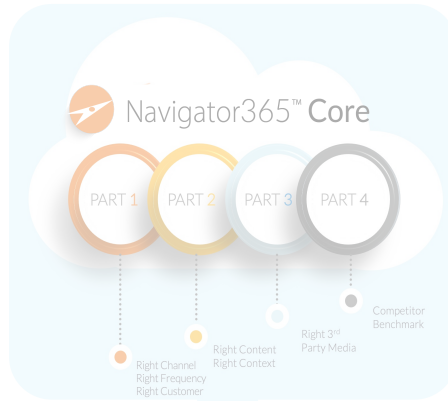 Navigator365™ Core
PART 1 PART 2 PART 3 PART 4
Right Channel
Right Frequency
Right Customer
Right Content
Right Context
Right 3rd
Party Media
Competitor
Benchmark